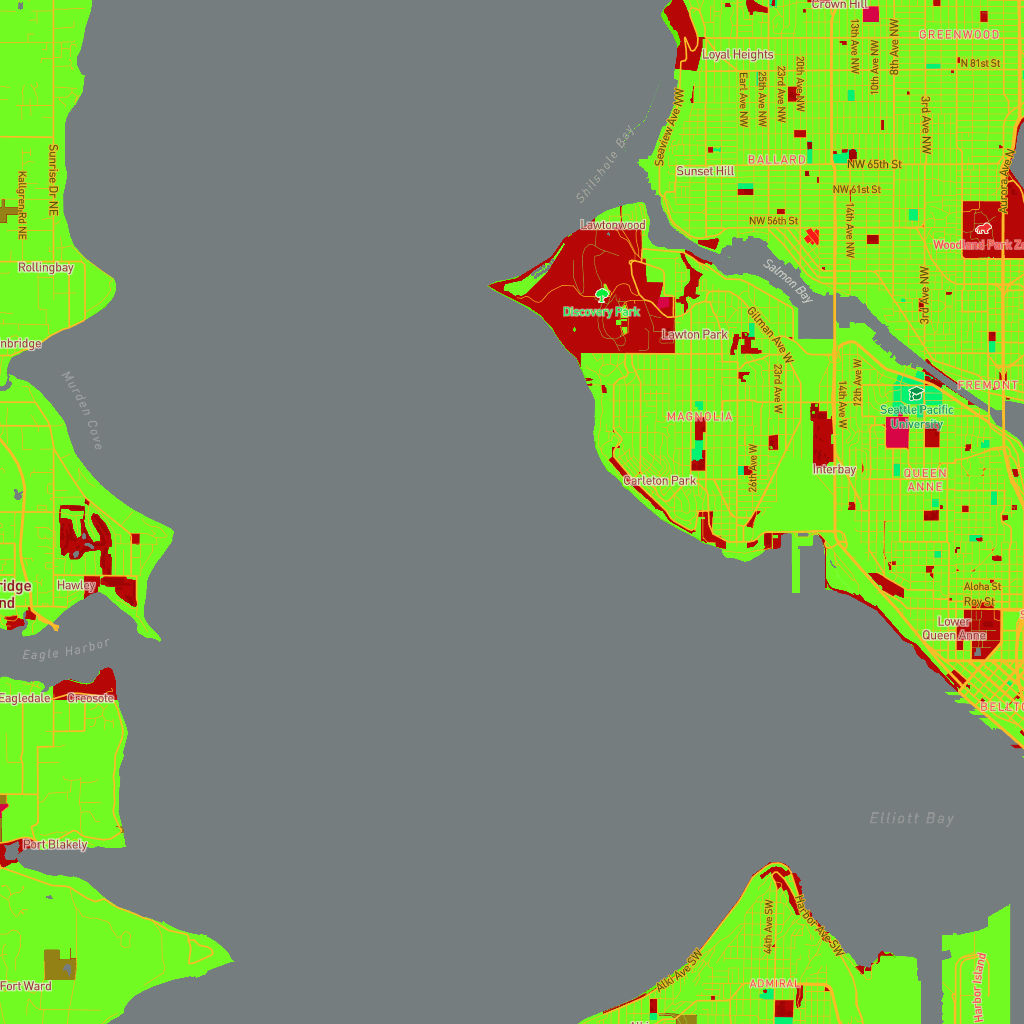 Crown Hill
GREENWOOD
13th Ave NW
8th Ave NW
10th Ave NW
Loyal Heights
N 81st St
20th Ave NW
23rd Ave NW
25th Ave NW
Earl Ave NW
Seaview Ave NW
3rd Ave NW
Shilshole Bay
BALLARD
NW 65th St
Sunset Hill
NW 61st St
Aurora Ave N
Sunrise Dr NE
Kallgren Rd NE
14th Ave NW
NW 56th St
Lawtonwood
Woodland Park Zo
Rollingbay
Salmon Bay
3rd Ave NW
Discovery Park
Gilman Ave W
Lawton Park
nbridge
Murden Cove
23rd Ave W
12th Ave W
14th Ave W
FREMONT
Seattle Pacific
University
MAGNOLIA
26th Ave W
Interbay
QUEEN
ANNE
Carleton Park
Hawley
ridge
nd
Aloha St
Roy St
Lower
Queen Anne
Eagle Harbor
Eagledale
Creosote
BELLTO
Elliott Bay
Port Blakely
Harbor Ave SW
44th Ave SW
Alki Ave SW
Fort Ward
ADMIRAL
Harbor Island